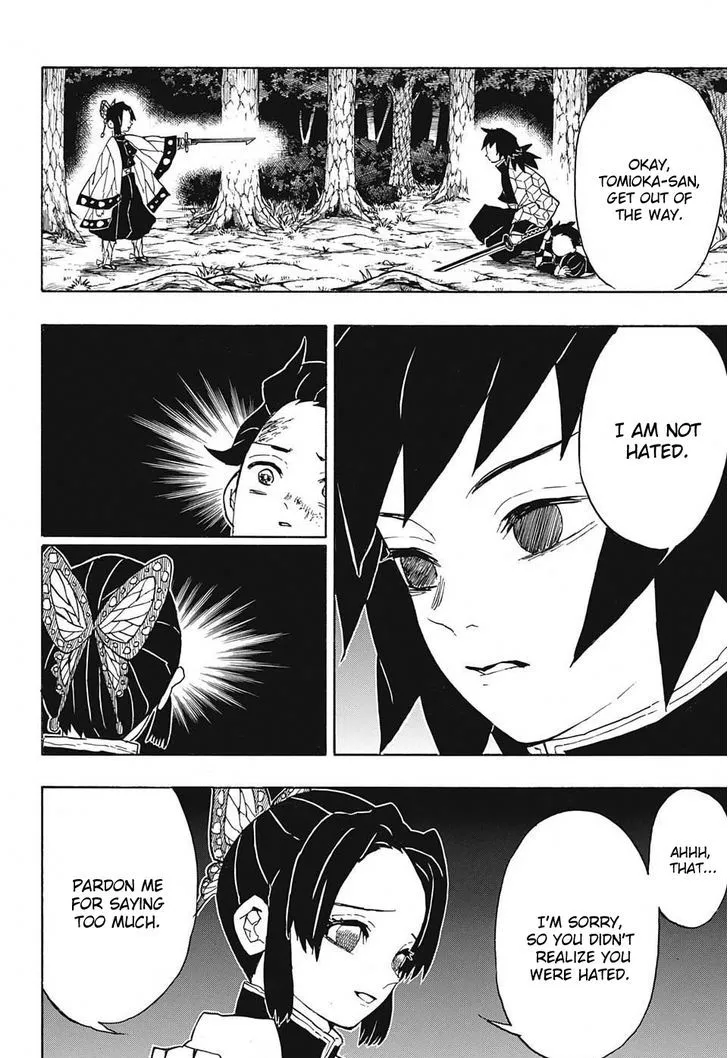 OKAY,
TOMIOKA-SAN,
GET OUT OF
THE WAY.
I AM NOT
HATED.
AHHH,
THAT...
I'M SORRY,
SO YOU DIDN'T
REALIZE YOU
WERE HATED.
PARDON ME
FOR SAYING
TOO MUCH.